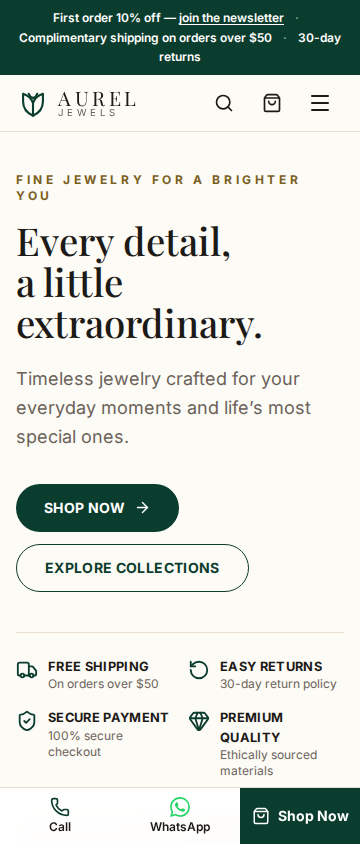 First order 10% off — join the newsletter ·
Complimentary shipping on orders over $50 · 30-day
returns
AUREL
JEWELS
FINE JEWELRY FOR A BRIGHTER
YOU
Every detail,
a little
extraordinary.
Timeless jewelry crafted for your
everyday moments and life’s most
special ones.
SHOP NOW
EXPLORE COLLECTIONS
FREE SHIPPING
On orders over $50
EASY RETURNS
30-day return policy
SECURE PAYMENT
100% secure
checkout
PREMIUM
QUALITY
Ethically sourced
materials
Call
WhatsApp
Shop Now